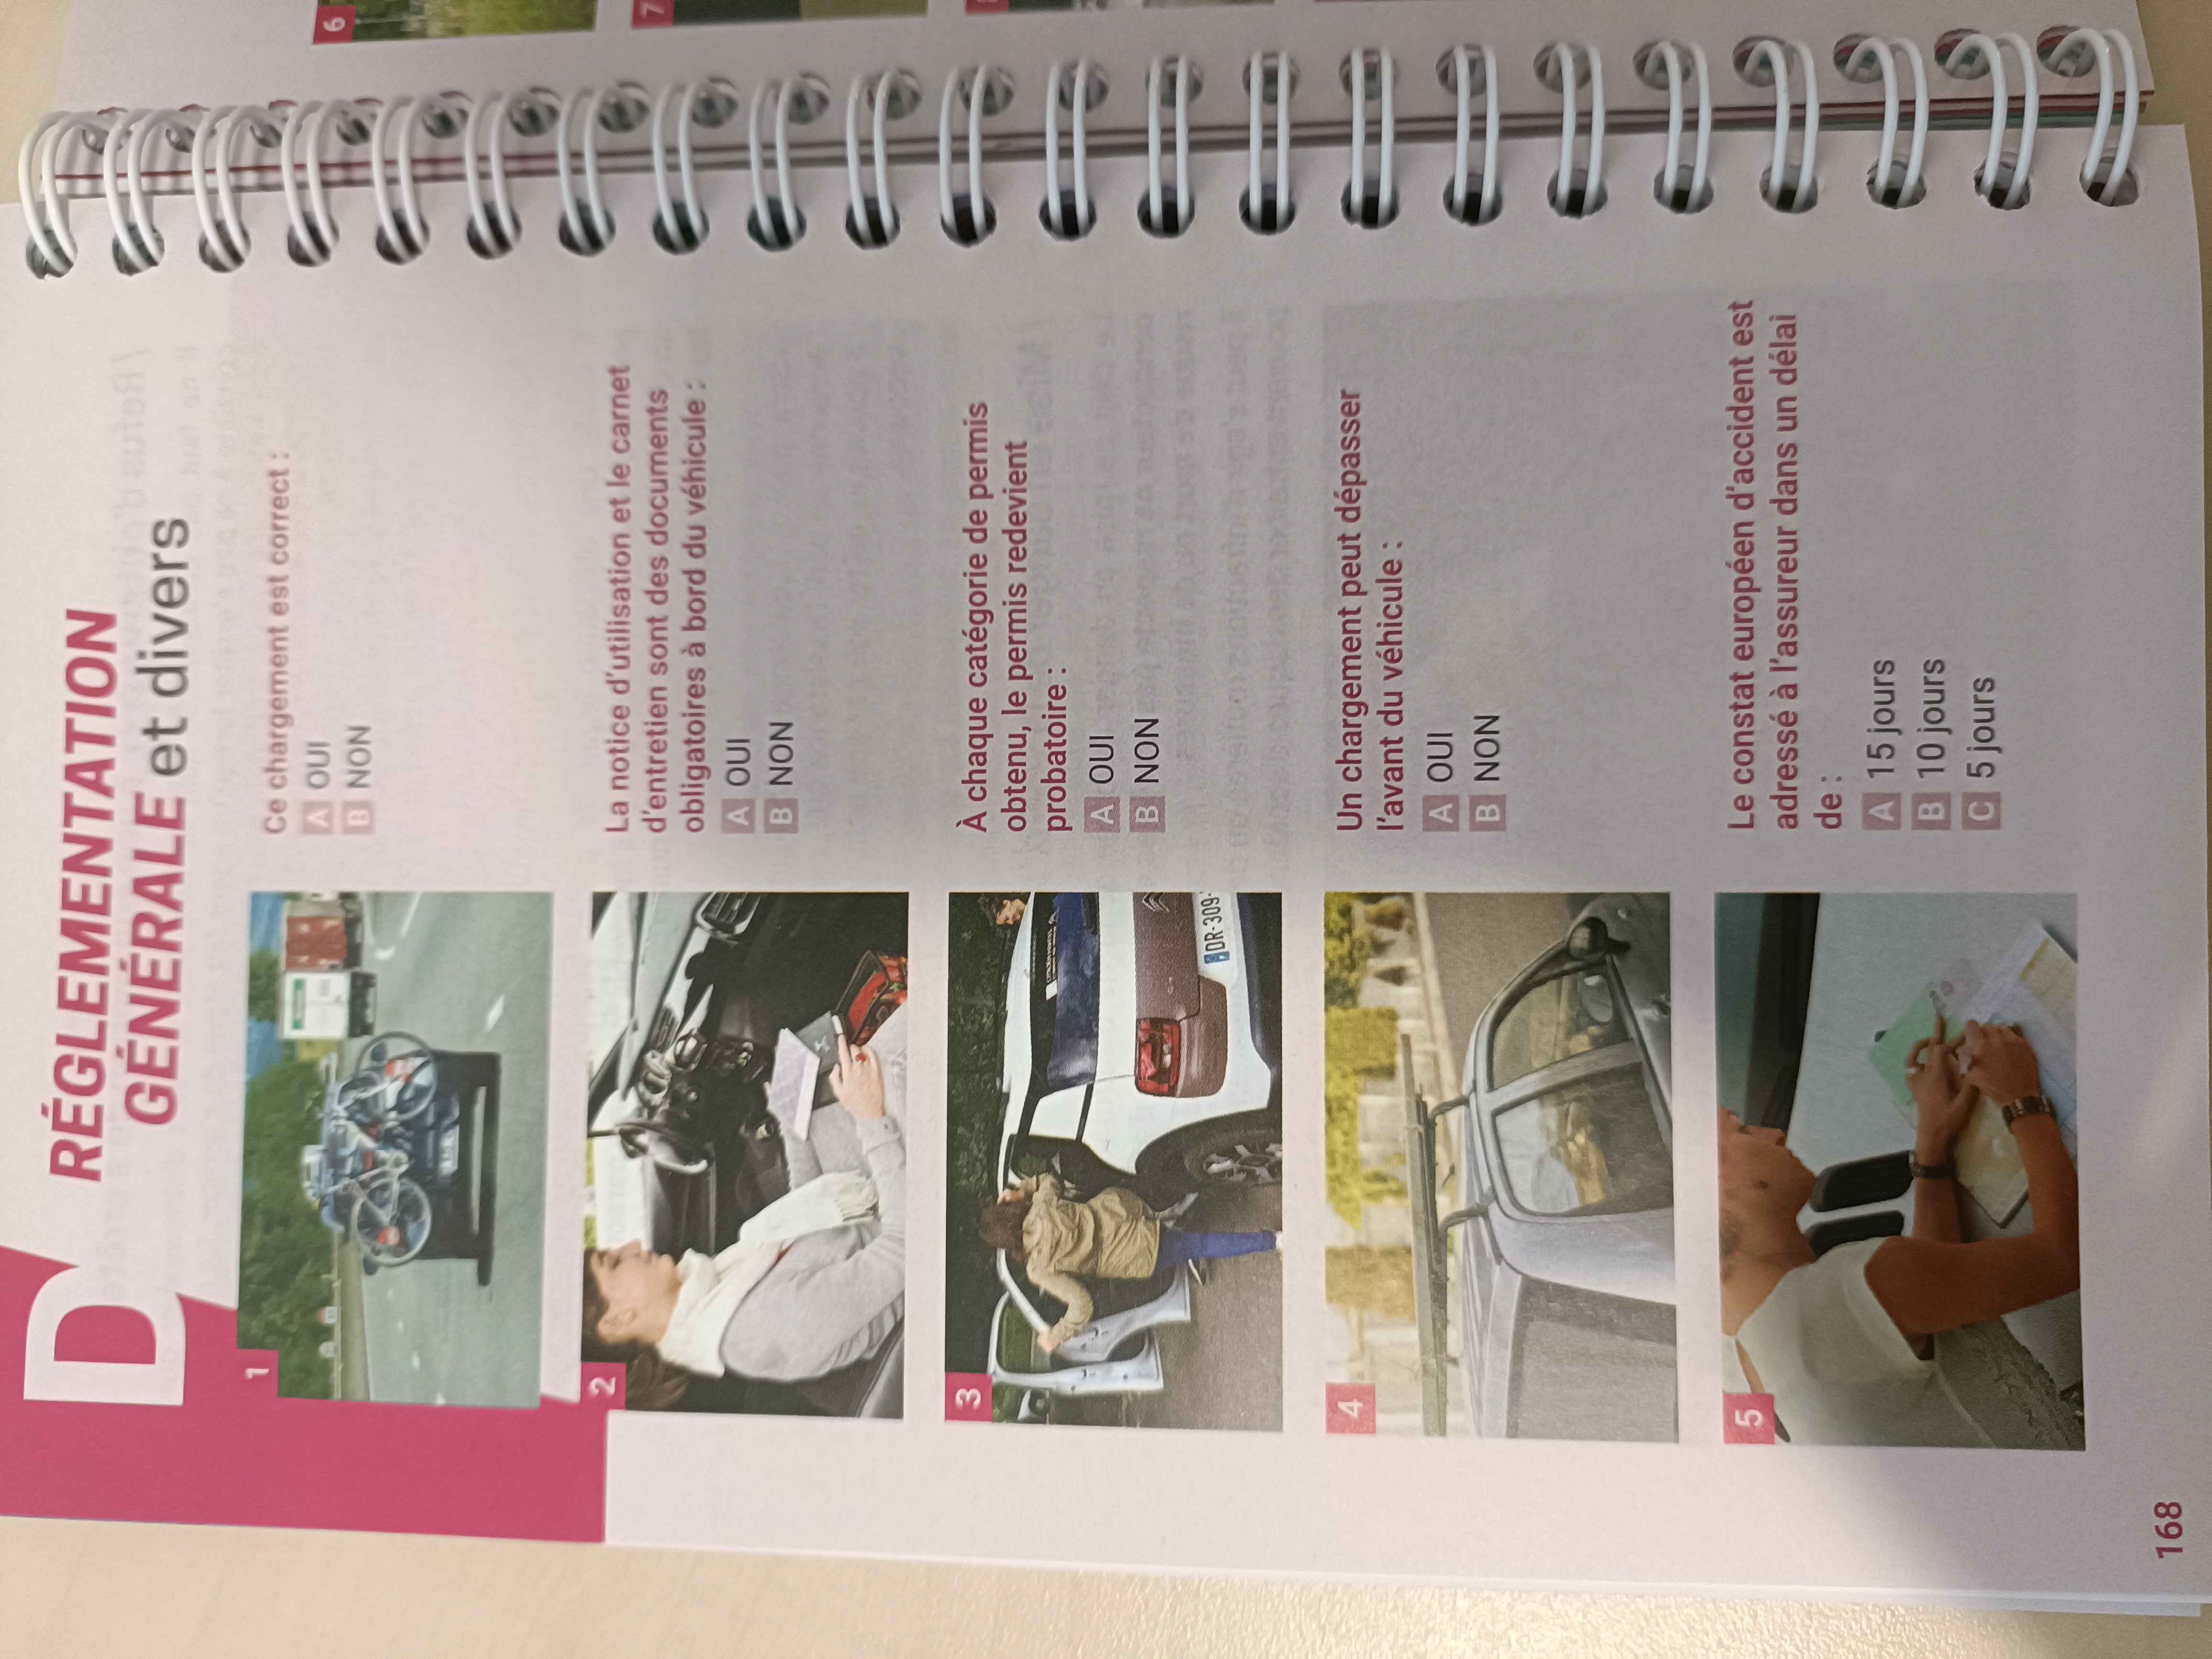 D
RÉGLEMENTATION
GÉNÉRALE et divers
1
Ce chargement est correct :
A OUI
B NON
2
La notice d'utilisation et le carnet
d'entretien sont des documents
obligatoires à bord du véhicule :
A OUI
B NON
3
À chaque catégorie de permis
obtenu, le permis redevient
probatoire :
A OUI
B NON
DR-309-
4
Un chargement peut dépasser
l'avant du véhicule :
A OUI
B NON
5
Le constat européen d'accident est
adressé à l'assureur dans un délai
de :
A 15 jours
B 10 jours
C 5 jours
168
6
7